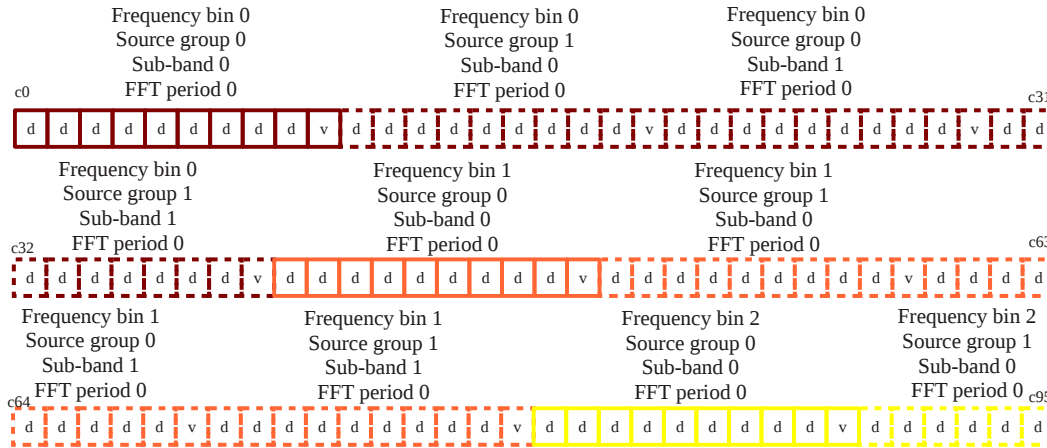 Frequency bin 0
Source group 0
Sub-band 0
FFT period 0
Frequency bin 0
Source group 1
Sub-band 0
FFT period 0
Frequency bin 0
Source group 0
Sub-band 1
FFT period 0
c0 c31
d d d d d d d d d v d d d d d d d d d v d d d d d d d d d v d d
Frequency bin 0
Source group 1
Sub-band 1
FFT period 0
Frequency bin 1
Source group 0
Sub-band 0
FFT period 0
Frequency bin 1
Source group 1
Sub-band 0
FFT period 0
c32 c63
d d d d d d d v d d d d d d d d d v d d d d d d d d d v d d d d
Frequency bin 1
Source group 0
Sub-band 1
FFT period 0
Frequency bin 1
Source group 1
Sub-band 1
FFT period 0
Frequency bin 2
Source group 0
Sub-band 0
FFT period 0
Frequency bin 2
Source group 1
Sub-band 0
FFT period 0
c64 c95
d d d d d v d d d d d d d d d v d d d d d d d d d v d d d d d d